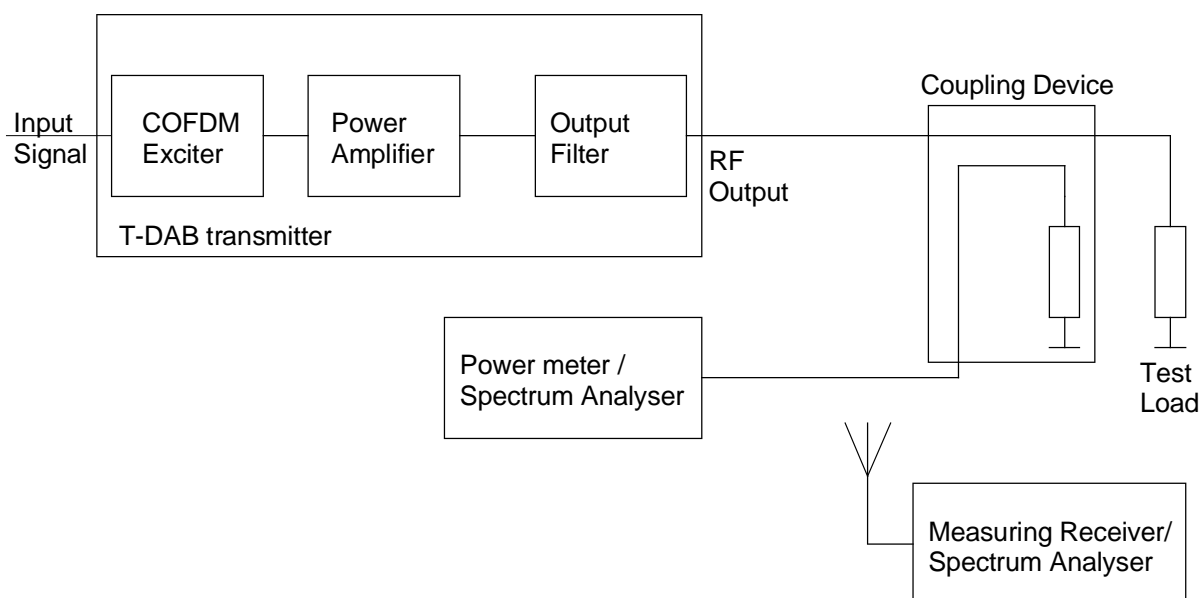 Coupling Device
Input
Signal
COFDM
Exciter
Power
Amplifier
Output
Filter
RF
Output
T-DAB transmitter
Power meter /
Spectrum Analyser
Test
Load
Measuring Receiver/
Spectrum Analyser